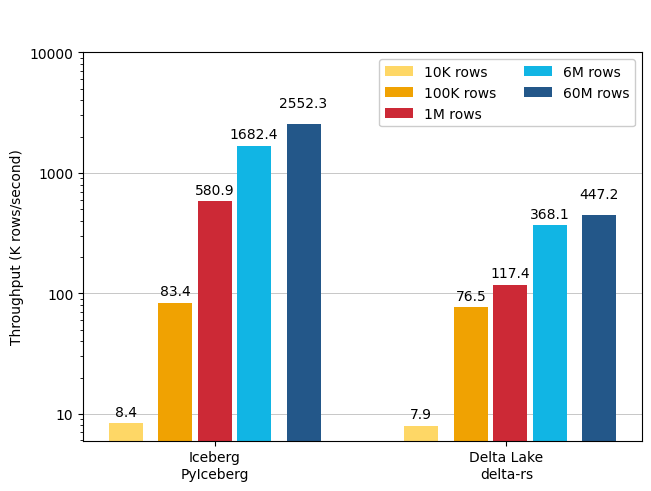 10000
1000
100
10
Throughput (K rows/second)
10K rows
100K rows
1M rows
6M rows
60M rows
8.4
83.4
580.9
1682.4
2552.3
7.9
76.5
117.4
368.1
447.2
Iceberg
PyIceberg
Delta Lake
delta-rs